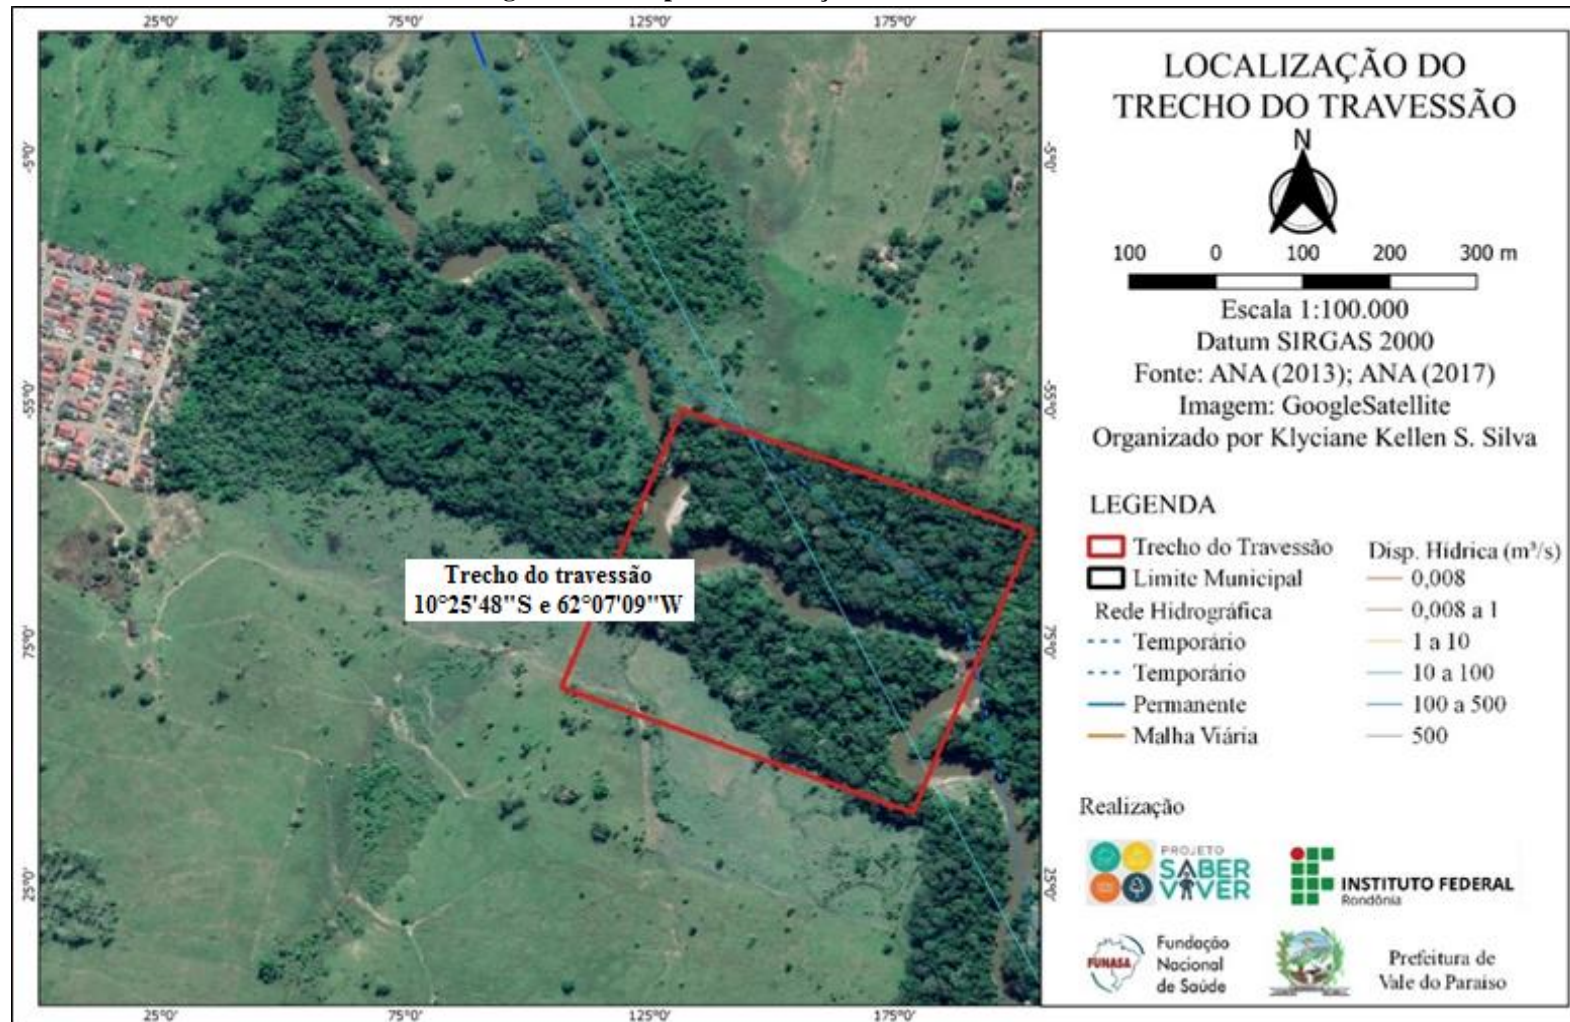 25°0' 75°0' 125°0' 175°0'
-5°0'
-55°0'
75°0'
25°0'
Trecho do travessão
10°25'48"S e 62°07'09"W
-5°0'
-55°0'
75°0'
25°0'
25°0' 75°0' 125°0' 175°0'
LOCALIZAÇÃO DO
TRECHO DO TRAVESSÃO
N
100 0 100 200 300 m
Escala 1:100.000
Datum SIRGAS 2000
Fonte: ANA (2013); ANA (2017)
Imagem: GoogleSatellite
Organizado por Klyciane Kellen S. Silva
LEGENDA
Trecho do Travessão
Limite Municipal
Rede Hidrográfica
Temporário
Temporário
Permanente
Malha Viária
Disp. Hídrica (m³/s)
0,008
0,008 a 1
1 a 10
10 a 100
100 a 500
500
Realização
PROJETO
SABER
VIVER
INSTITUTO FEDERAL
Rondônia
FUNASA
Fundação
Nacional
de Saúde
Prefeitura de
Vale do Paraiso